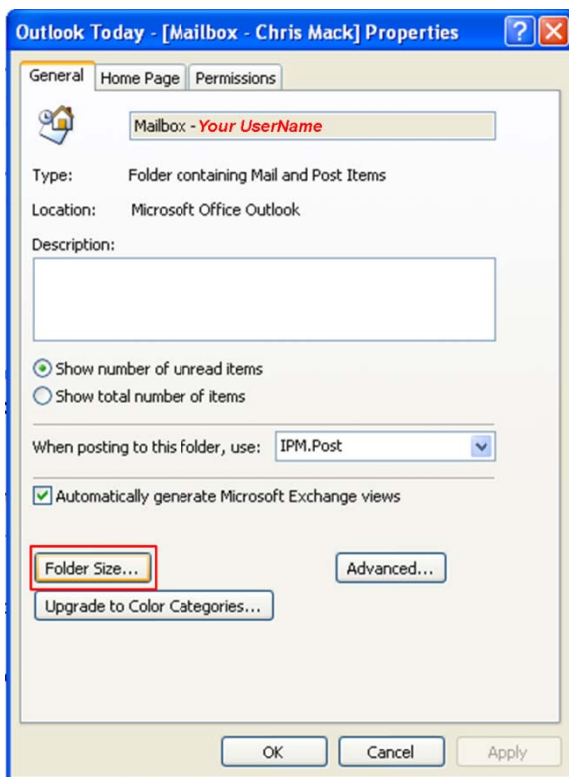 Outlook Today - [Mailbox - Chris Mack] Properties
General Home Page Permissions
Mailbox - Your UserName
Type: Folder containing Mail and Post Items
Location: Microsoft Office Outlook
Description:
Show number of unread items
Show total number of items
When posting to this folder, use: IPM.Post
Automatically generate Microsoft Exchange views
Folder Size... Advanced...
Upgrade to Color Categories...
OK Cancel Apply